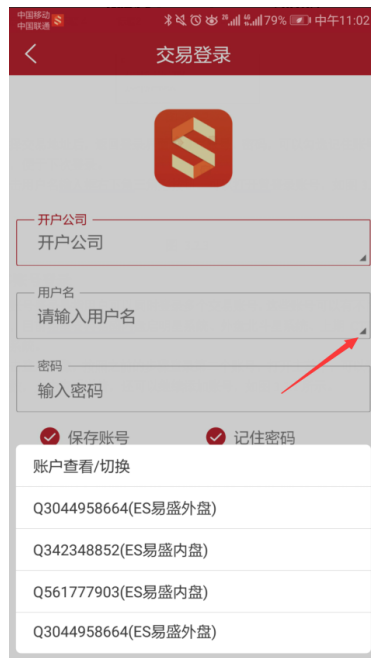 中国移动
中国联通
79% 中午11:02
交易登录
开户公司
开户公司
用户名
请输入用户名
密码
输入密码
保存账号 记住密码
账户查看/切换
Q3044958664(ES易盛外盘)
Q342348852(ES易盛内盘)
Q561777903(ES易盛内盘)
Q3044958664(ES易盛外盘)